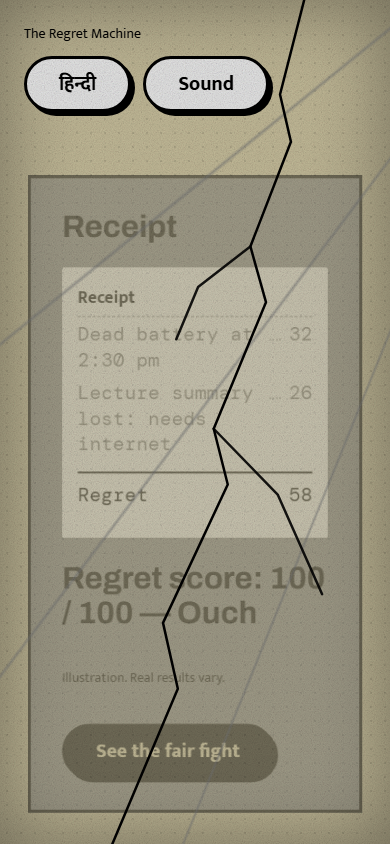 The Regret Machine
हिन्दी
Sound
Receipt
Receipt
Dead battery at ... 32
2:30 pm
Lecture summary ... 26
lost: needs
internet
Regret 58
Regret score: 100
/ 100 — Ouch
Illustration. Real results vary.
See the fair fight